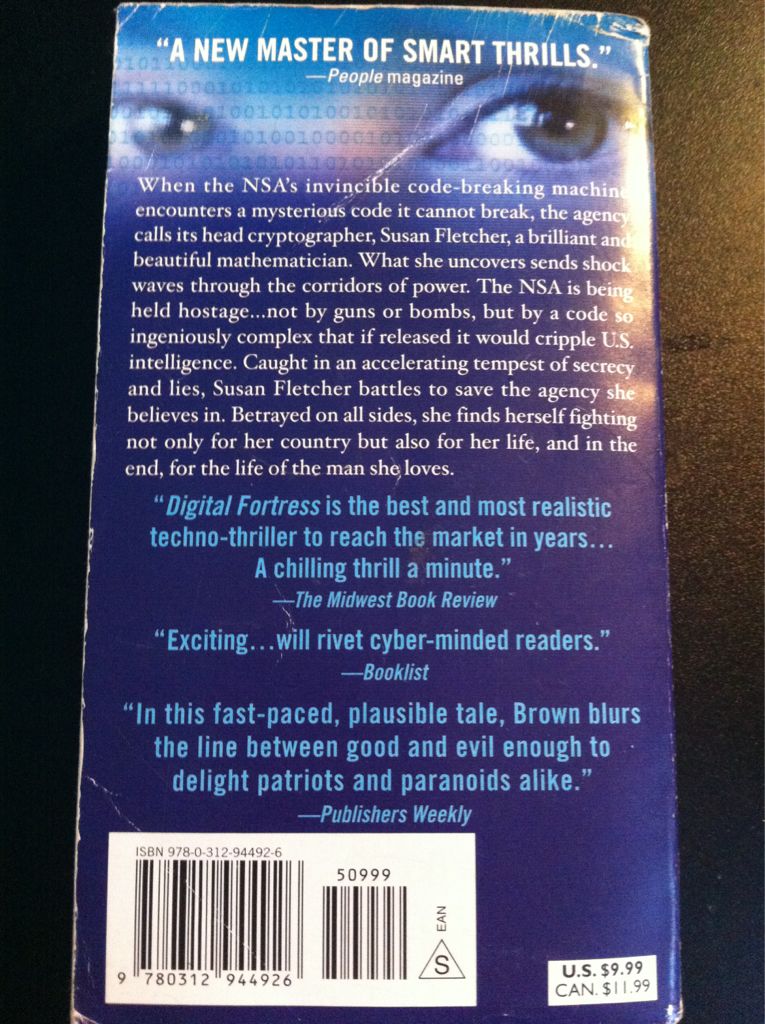 “A NEW MASTER OF SMART THRILLS.”
—People magazine
When the NSA's invincible code-breaking machine
encounters a mysterious code it cannot break, the agency
calls its head cryptographer, Susan Fletcher, a brilliant and
beautiful mathematician. What she uncovers sends shock
waves through the corridors of power. The NSA is being
held hostage...not by guns or bombs, but by a code so
ingeniously complex that if released it would cripple U.S.
intelligence. Caught in an accelerating tempest of secrecy
and lies, Susan Fletcher battles to save the agency she
believes in. Betrayed on all sides, she finds herself fighting
not only for her country but also for her life, and in the
end, for the life of the man she loves.
“Digital Fortress is the best and most realistic
techno-thriller to reach the market in years...
A chilling thrill a minute.”
—The Midwest Book Review
“Exciting...will rivet cyber-minded readers.”
—Booklist
“In this fast-paced, plausible tale, Brown blurs
the line between good and evil enough to
delight patriots and paranoids alike.”
—Publishers Weekly
ISBN 978-0-312-94492-6
50999
9 780312 944926
EAN
S
U.S. $9.99
CAN. $11.99